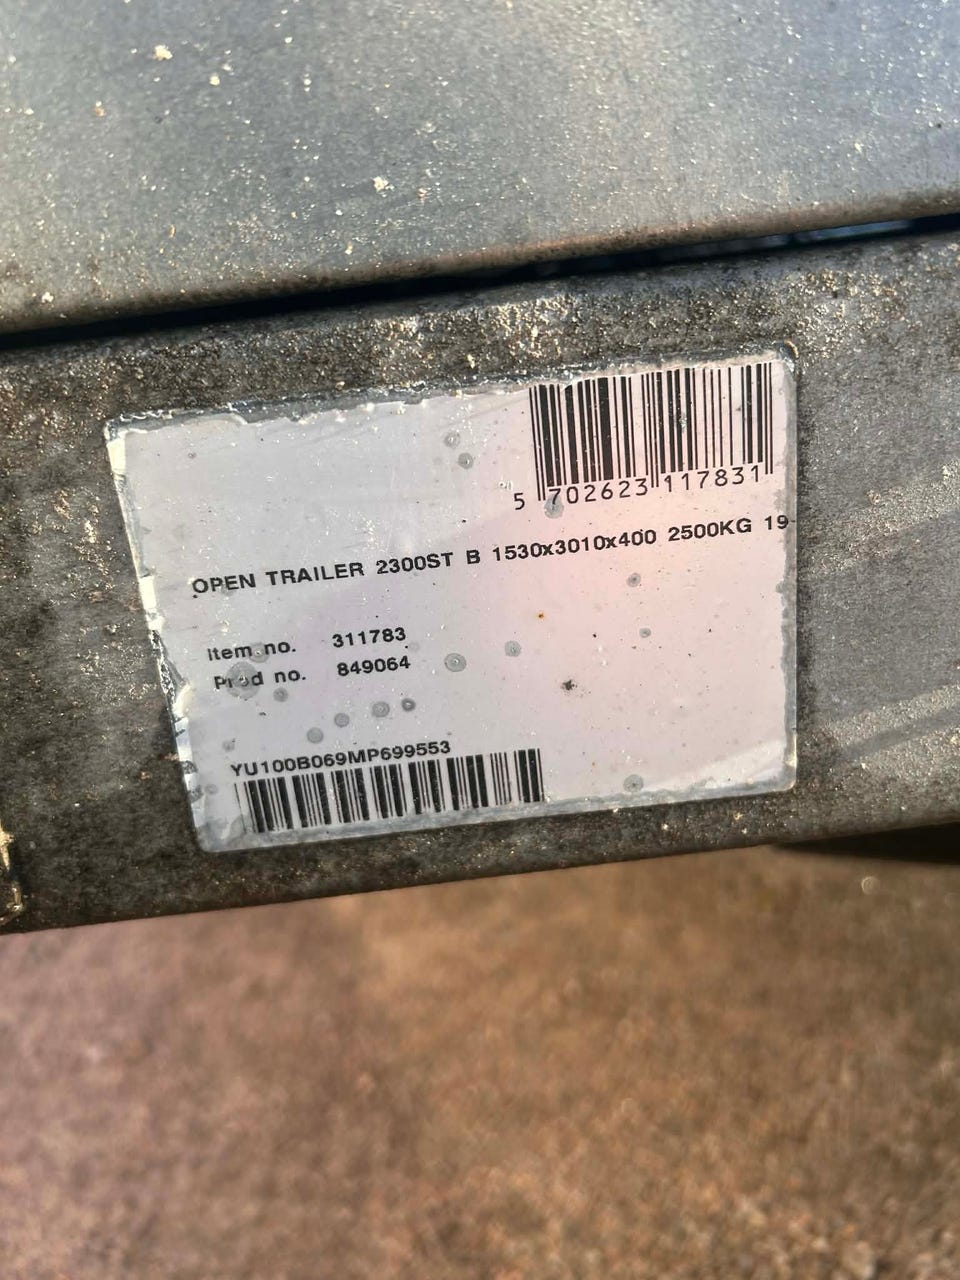 5 702623 117831
OPEN TRAILER 2300ST B 1530x3010x400 2500KG 19-
Item no. 311783
Prod no. 849064
YU100B069MP699553